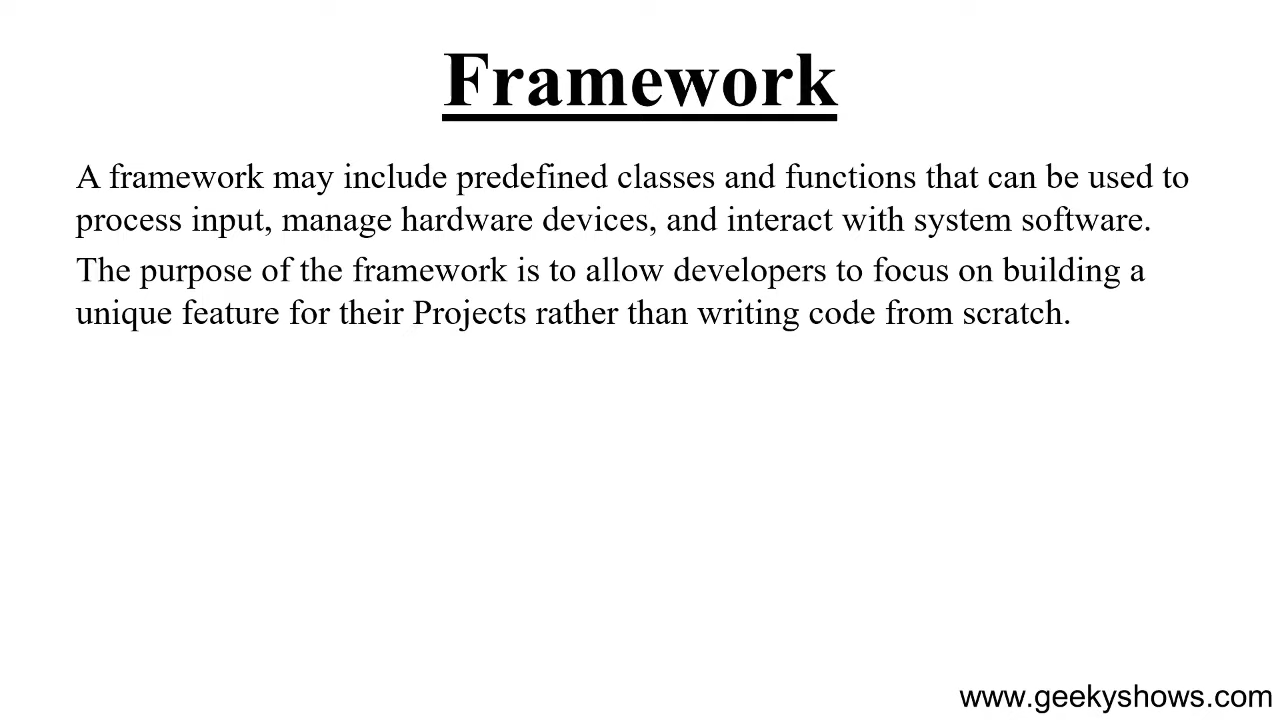 Framework
A framework may include predefined classes and functions that can be used to
process input, manage hardware devices, and interact with system software.
The purpose of the framework is to allow developers to focus on building a
unique feature for their Projects rather than writing code from scratch.
www.geekyshows.com